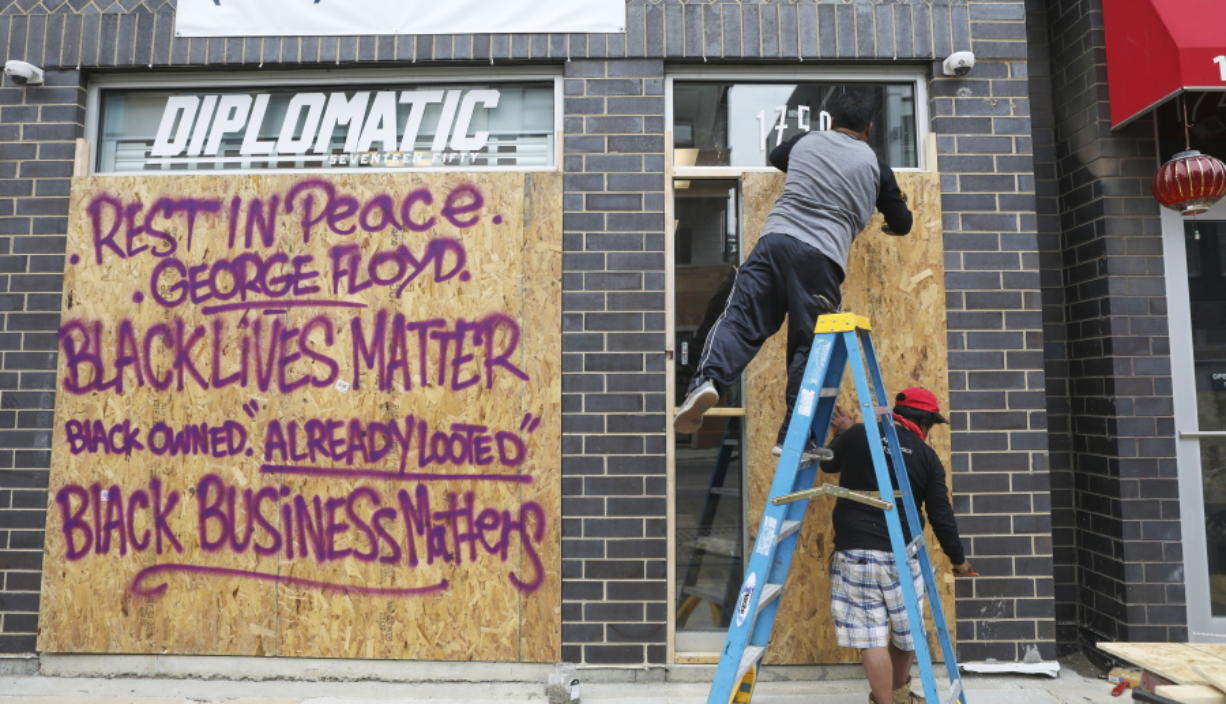 DIPLOMATIC
SEVENTEEN FIFTY
1750
. REST IN Peace .
. GEORGE FLOYD.
BLACK LiVES MATTER
BLACK OWNED. "ALREADY LOOTED"
BlACK BUSiNESS Matters